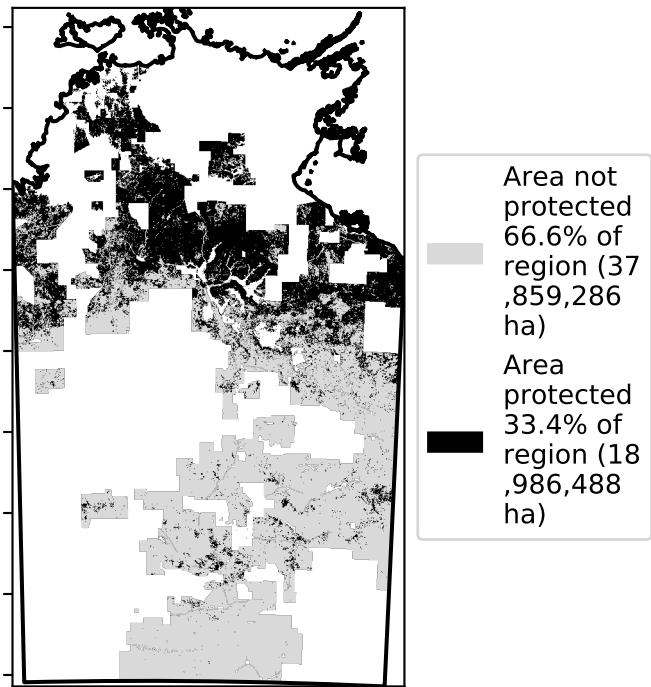 Area not
protected
66.6% of
region (37
,859,286
ha)
Area
protected
33.4% of
region (18
,986,488
ha)